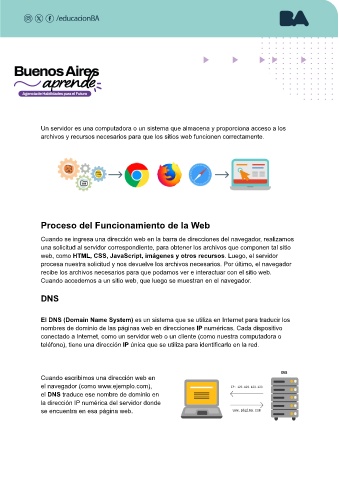 /educacionBA
BA
Buenos Aires
aprende
Agencia de Habilidades para el Futuro
Un servidor es una computadora o un sistema que almacena y proporciona acceso a los
archivos y recursos necesarios para que los sitios web funcionen correctamente.
Proceso del Funcionamiento de la Web
Cuando se ingresa una dirección web en la barra de direcciones del navegador, realizamos
una solicitud al servidor correspondiente, para obtener los archivos que componen tal sitio
web, como HTML, CSS, JavaScript, imágenes y otros recursos. Luego, el servidor
procesa nuestra solicitud y nos devuelve los archivos necesarios. Por último, el navegador
recibe los archivos necesarios para que podamos ver e interactuar con el sitio web.
Cuando accedemos a un sitio web, que luego se muestran en el navegador.
DNS
El DNS (Domain Name System) es un sistema que se utiliza en Internet para traducir los
nombres de dominio de las páginas web en direcciones IP numéricas. Cada dispositivo
conectado a Internet, como un servidor web o un cliente (como nuestra computadora o
teléfono), tiene una dirección IP única que se utiliza para identificarlo en la red.
Cuando escribimos una dirección web en
el navegador (como www.ejemplo.com),
el DNS traduce ese nombre de dominio en
la dirección IP numérica del servidor donde
se encuentra en esa página web.
DNS
www.página.com